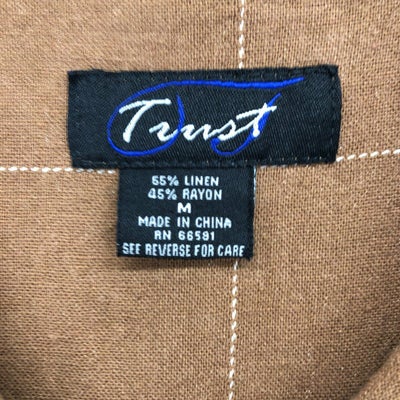 Trust
55% LINEN
45% RAYON
M
MADE IN CHINA
RN 66591
SEE REVERSE FOR CARE